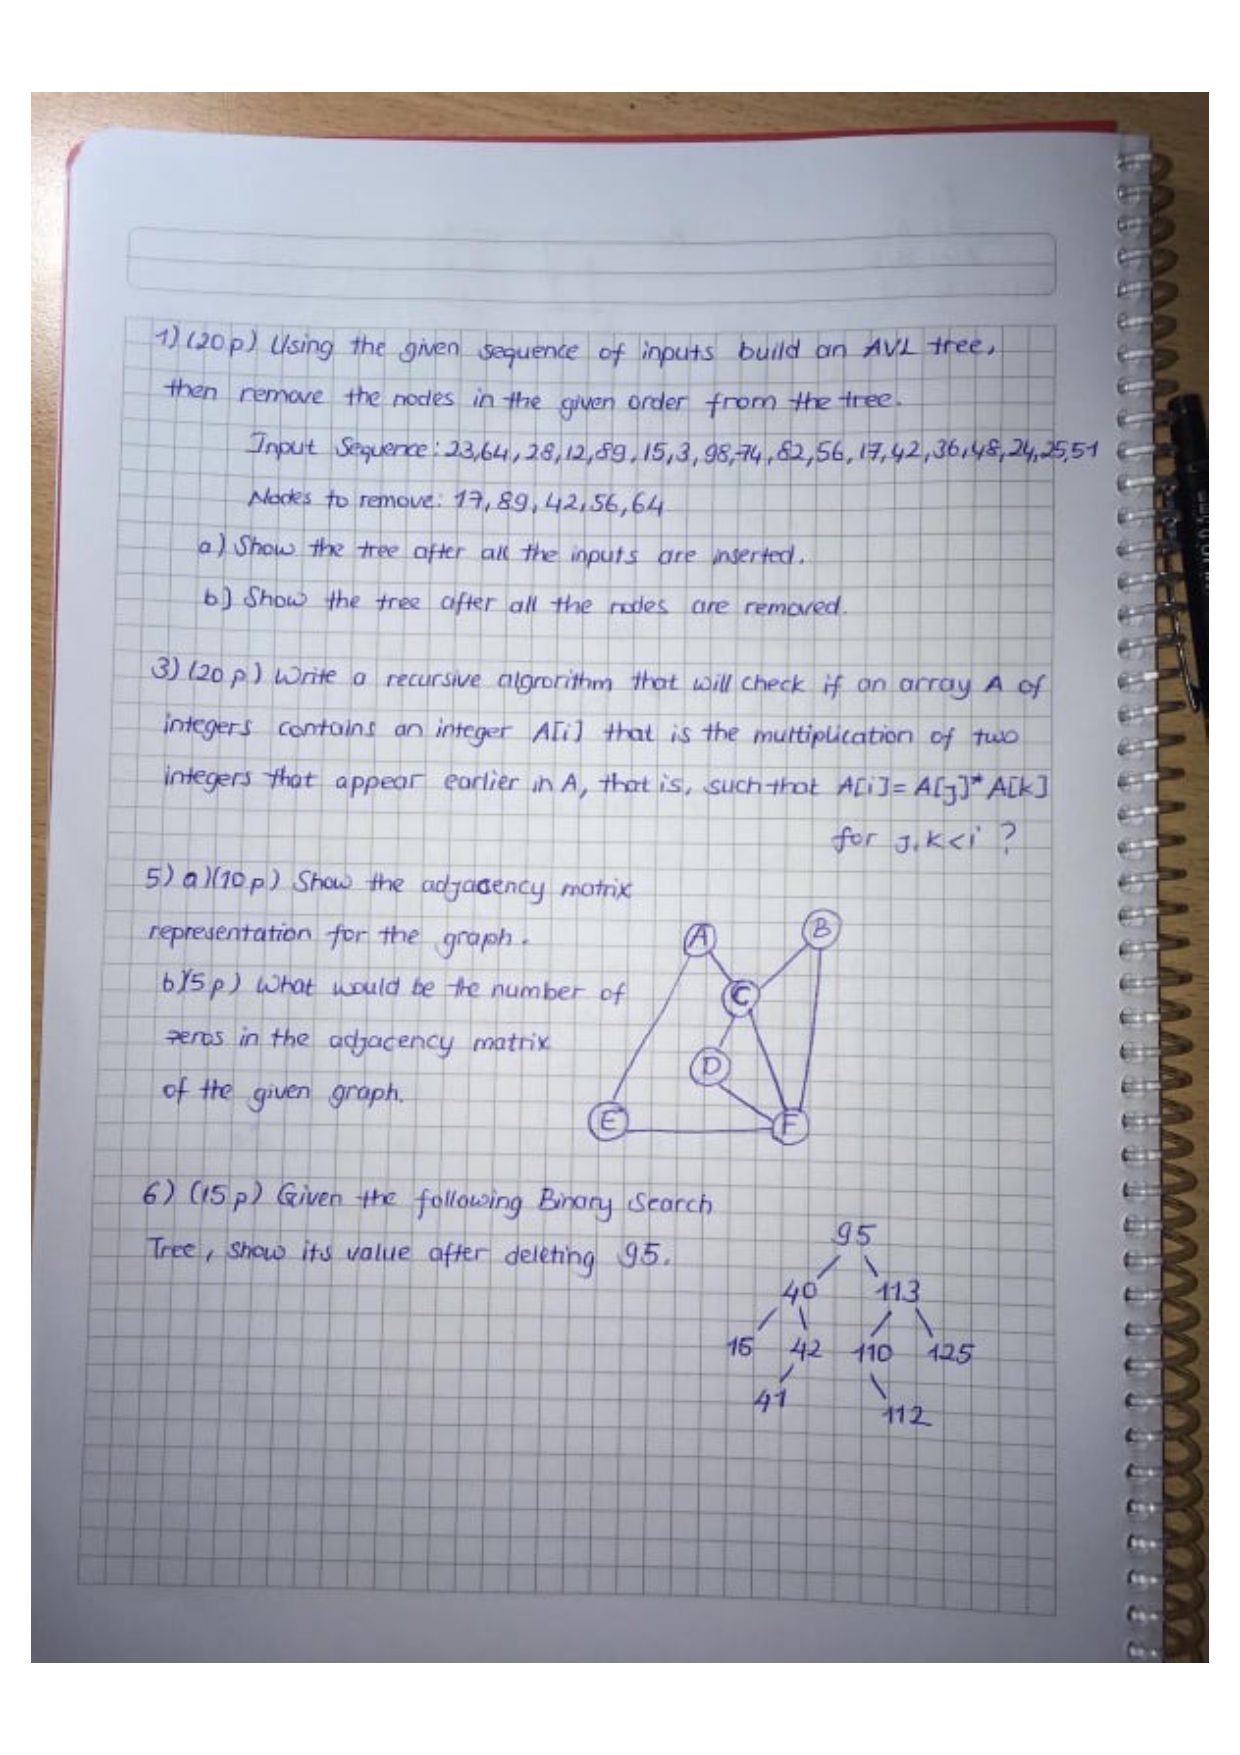 1) (20p) Using the given sequence of inputs build an AVL tree,
then remove the nodes in the given order from the tree.
Input Sequence: 23,64,28,12,89,15,3,98,74,82,56,17,42,36,48,24,25,51
Nodes to remove: 17,89,42,56,64
a) Show the tree after all the inputs are inserted.
b) Show the tree after all the nodes are removed.
3) (20p) Write a recursive algrorithm that will check if an array A of
integers contains an integer A[i] that is the multiplication of two
integers that appear earlier in A, that is, such that A[i]= A[j]* A[k]
for j,k<i ?
5) a)(10p) Show the adjacency matrix
representation for the graph.
b)(5p) What would be the number of
zeros in the adjacency matrix
of the given graph.
A B
C
D
E F
6) (15p) Given the following Binary Search
Tree, show its value after deleting 95.
95
40 113
15 42 110 125
41 112